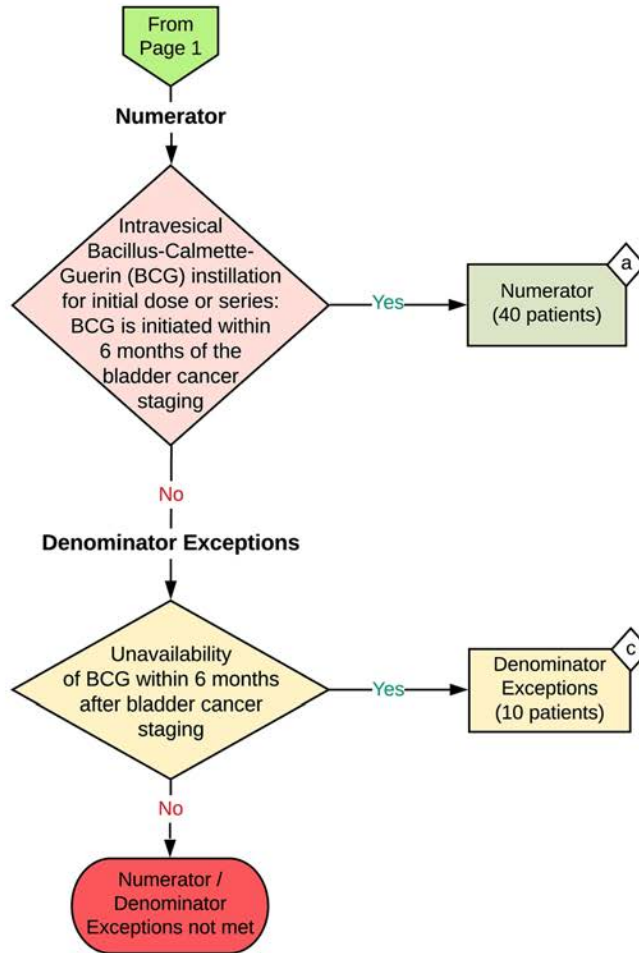 From
Page 1
Numerator
Intravesical
Bacillus-Calmette-
Guerin (BCG) instillation
for initial dose or series:
BCG is initiated within
6 months of the
bladder cancer
staging
Yes
a
Numerator
(40 patients)
No
Denominator Exceptions
Unavailability
of BCG within 6 months
after bladder cancer
staging
Yes
c
Denominator
Exceptions
(10 patients)
No
Numerator /
Denominator
Exceptions not met